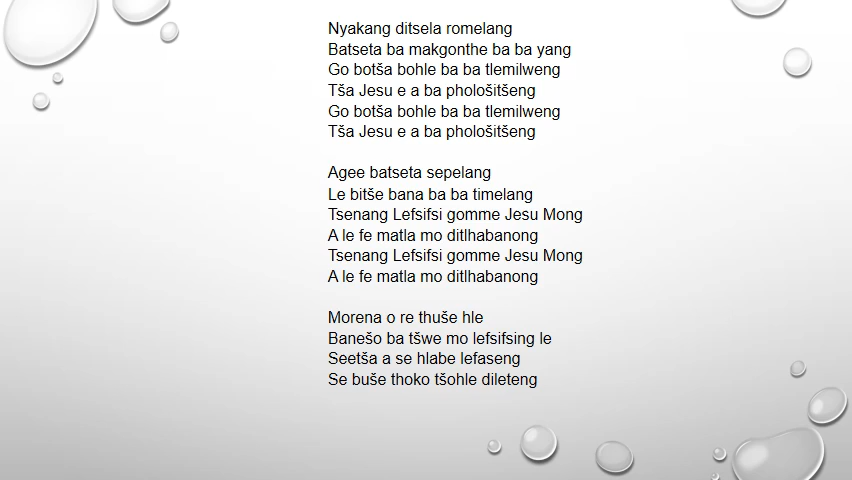 Nyakang ditsela romelang
Batseta ba makgonthe ba ba yang
Go botša bohle ba ba tlemilweng
Tša Jesu e a ba phološitšeng
Go botša bohle ba ba tlemilweng
Tša Jesu e a ba phološitšeng

Agee batseta sepelang
Le bitše bana ba ba timelang
Tsenang Lefsifsi gomme Jesu Mong
A le fe matla mo ditlhabanong
Tsenang Lefsifsi gomme Jesu Mong
A le fe matla mo ditlhabanong

Morena o re thuše hle
Banešo ba tšwe mo lefsifsing le
Seetša a se hlabe lefaseng
Se buše thoko tšohle dileteng